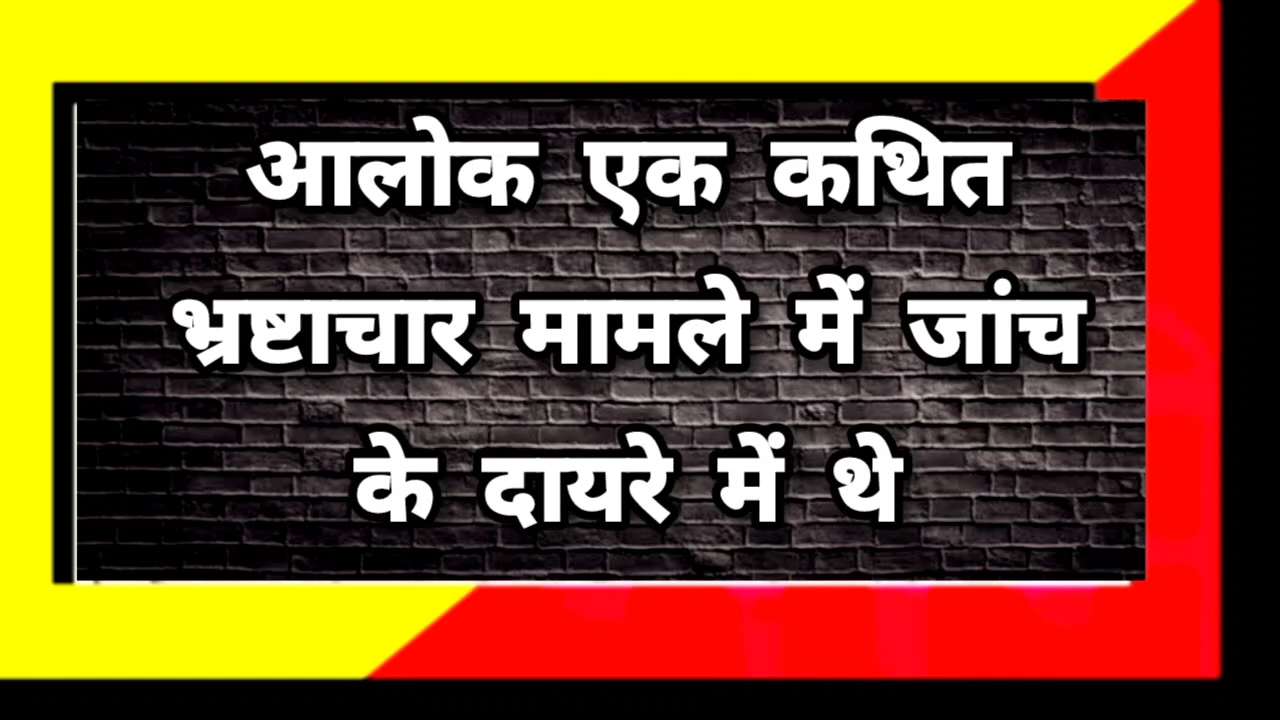 आलोक एक कथित
भ्रष्टाचार मामले में जांच
के दायरे में थे